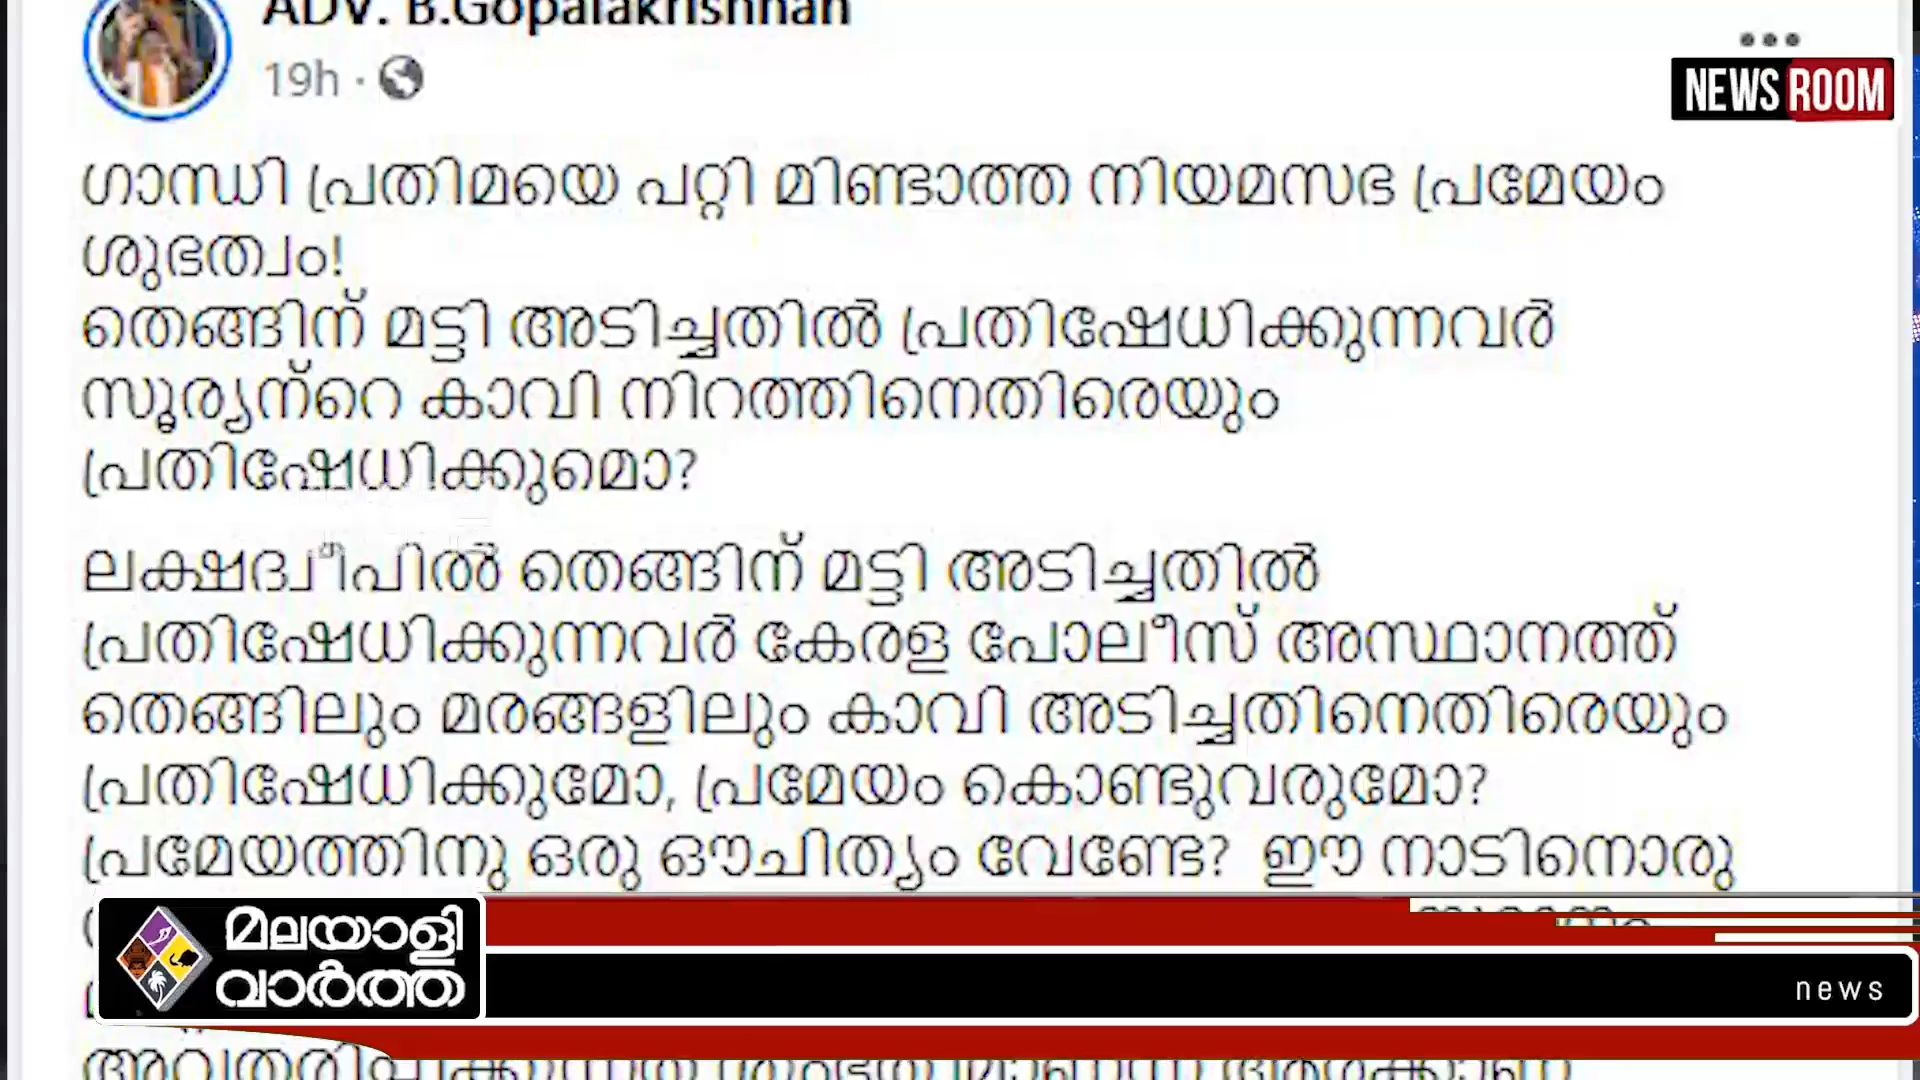 ADV. B.Gopalakrishnan
19h ·
NEWS ROOM
ഗാന്ധി പ്രതിമയെ പറ്റി മിണ്ടാത്ത നിയമസഭ പ്രമേയം
ശുഭത്വം!
തെങ്ങിന് മട്ടി അടിച്ചതിൽ പ്രതിഷേധിക്കുന്നവർ
സൂര്യന്റെ കാവി നിറത്തിനെതിരെയും
പ്രതിഷേധിക്കുമൊ?
ലക്ഷദ്വീപിൽ തെങ്ങിന് മട്ടി അടിച്ചതിൽ
പ്രതിഷേധിക്കുന്നവർ കേരള പോലീസ് അസ്ഥാനത്ത്
തെങ്ങിലും മരങ്ങളിലും കാവി അടിച്ചതിനെതിരെയും
പ്രതിഷേധിക്കുമോ, പ്രമേയം കൊണ്ടുവരുമോ?
പ്രമേയത്തിനു ഒരു ഔചിത്യം വേണ്ടേ? ഈ നാടിനൊരു
മലയാളി
വാർത്ത
news